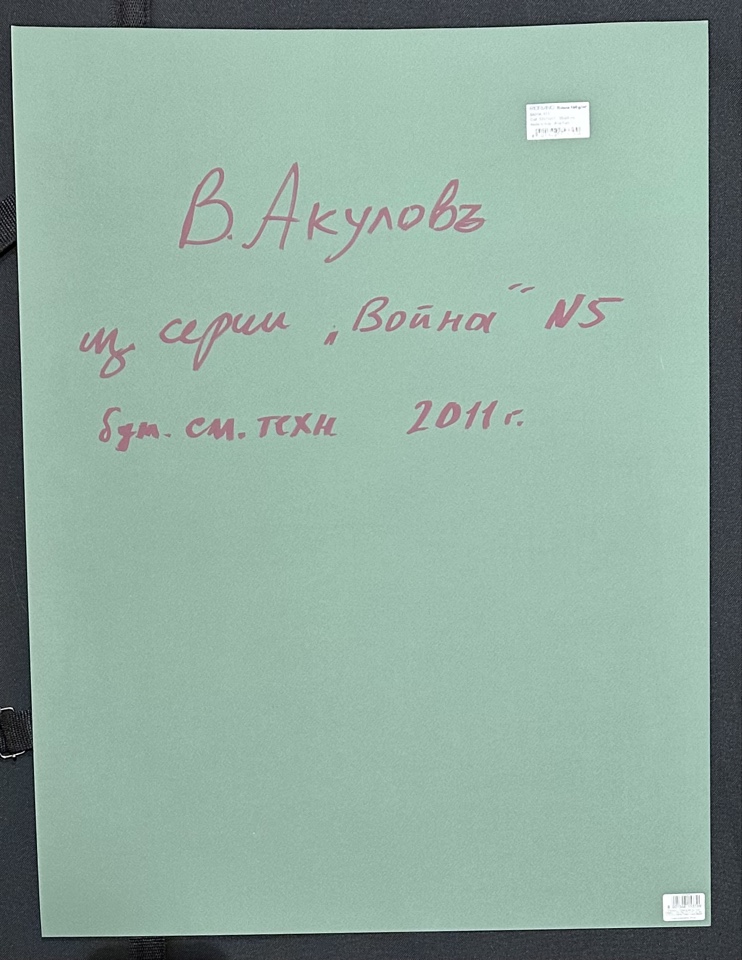 В. Акуловъ
из серии „Война“ N5
бум. см. техн 2011 г.